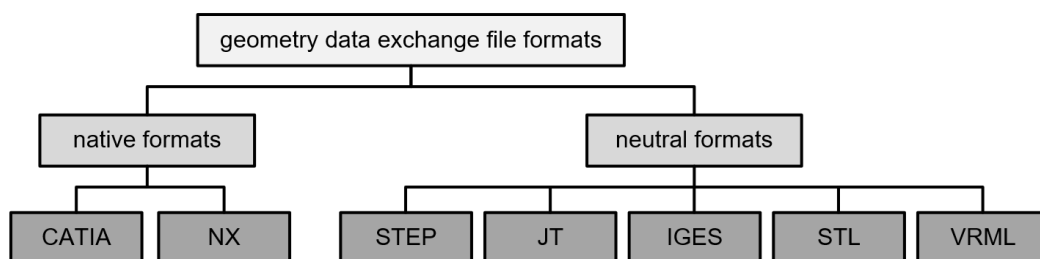 geometry data exchange file formats
native formats
neutral formats
CATIA
NX
STEP
JT
IGES
STL
VRML